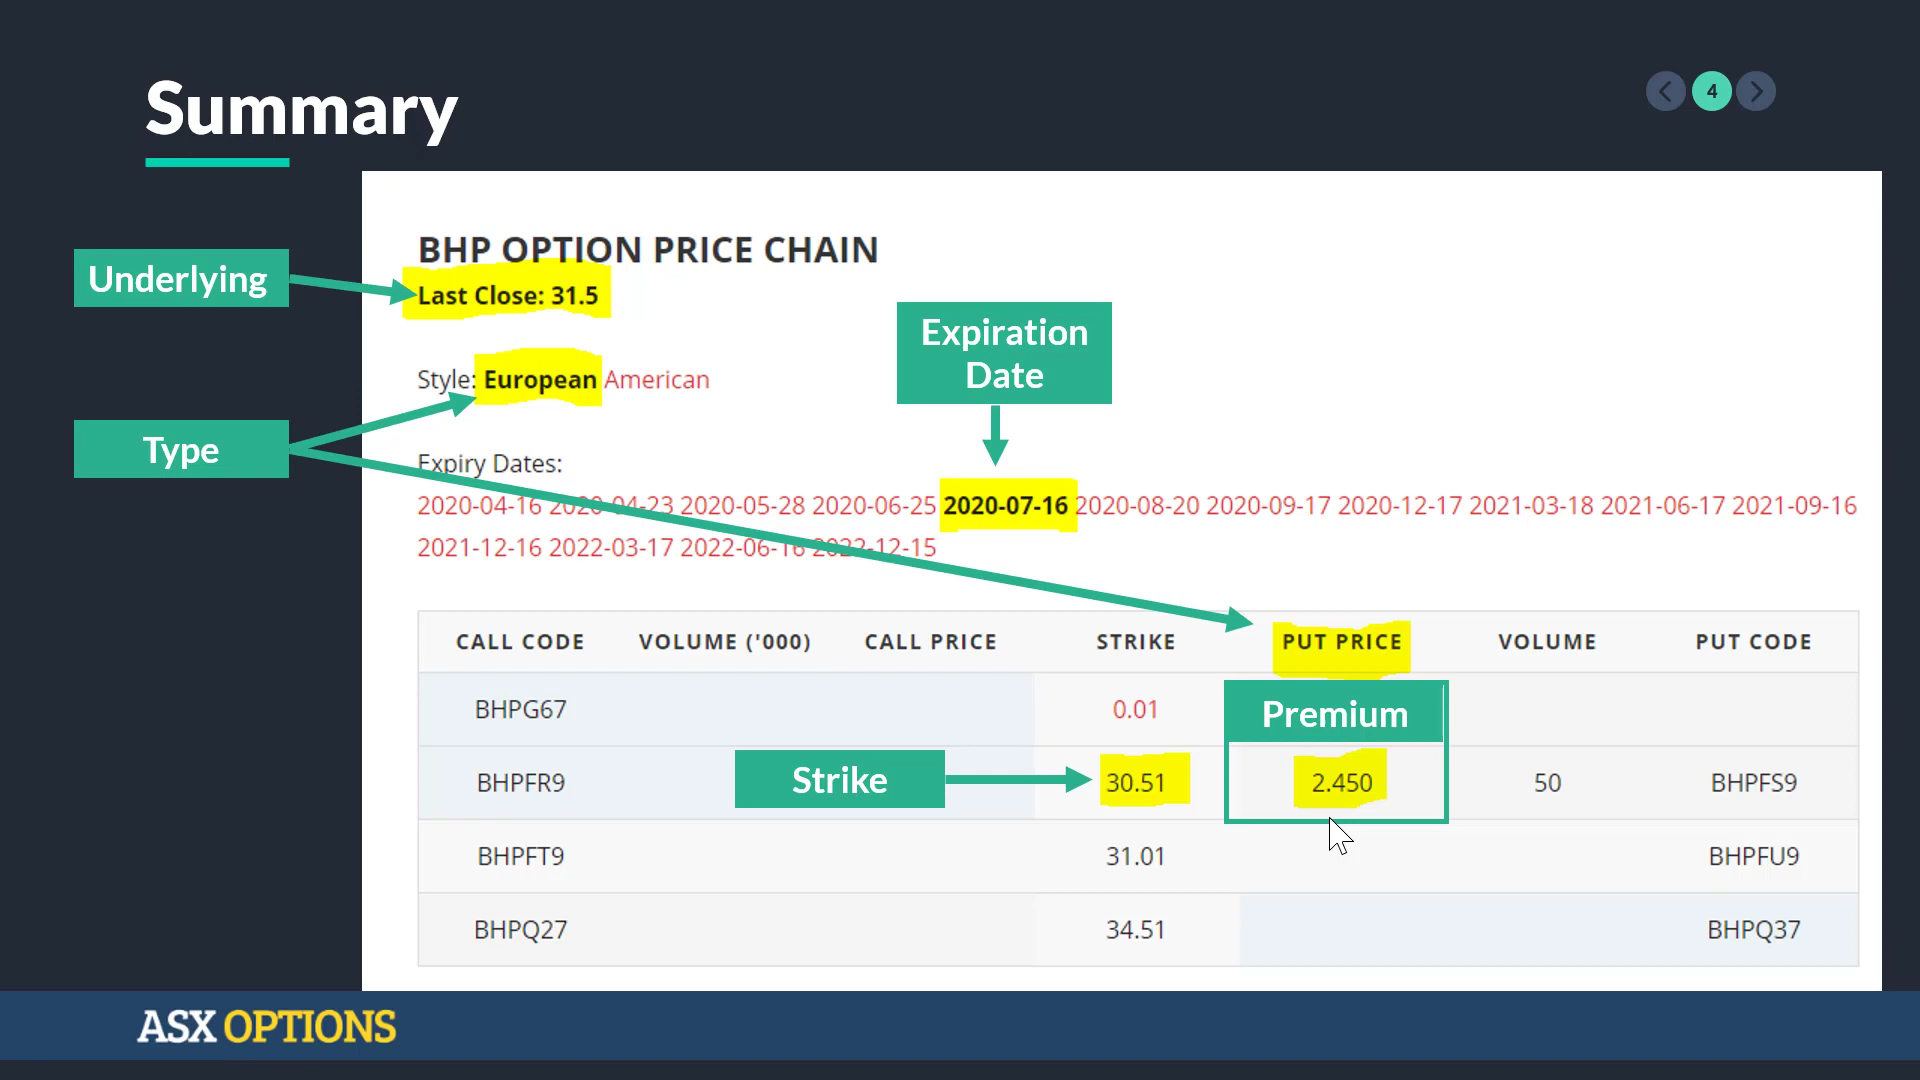 Summary
4
BHP OPTION PRICE CHAIN
Underlying
Last Close: 31.5
Expiration
Date
Style: European American
Type
Expiry Dates:
2020-04-16 2020-04-23 2020-05-28 2020-06-25 2020-07-16 2020-08-20 2020-09-17 2020-12-17 2021-03-18 2021-06-17 2021-09-16
2021-12-16 2022-03-17 2022-06-16 2022-12-15
CALL CODE VOLUME ('000) CALL PRICE STRIKE PUT PRICE VOLUME PUT CODE
BHPG67 0.01
Premium
BHPFR9 Strike 30.51 2.450 50 BHPFS9
BHPFT9 31.01 BHPFU9
BHPQ27 34.51 BHPQ37
ASX OPTIONS